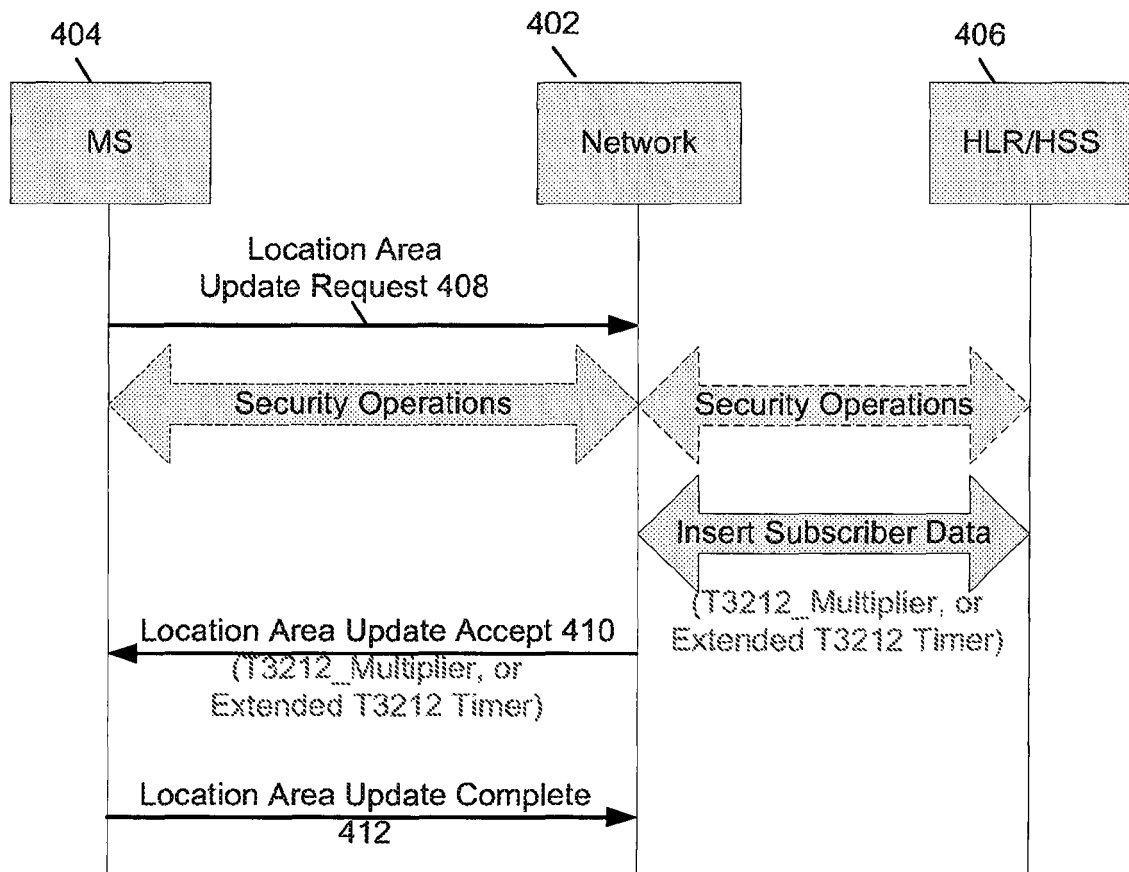 404
402
406
MS
Network
HLR/HSS
Location Area
Update Request 408
Security Operations
Security Operations
Insert Subscriber Data
(T3212_Multiplier, or
Extended T3212 Timer)
Location Area Update Accept 410
(T3212_Multiplier, or
Extended T3212 Timer)
Location Area Update Complete
412